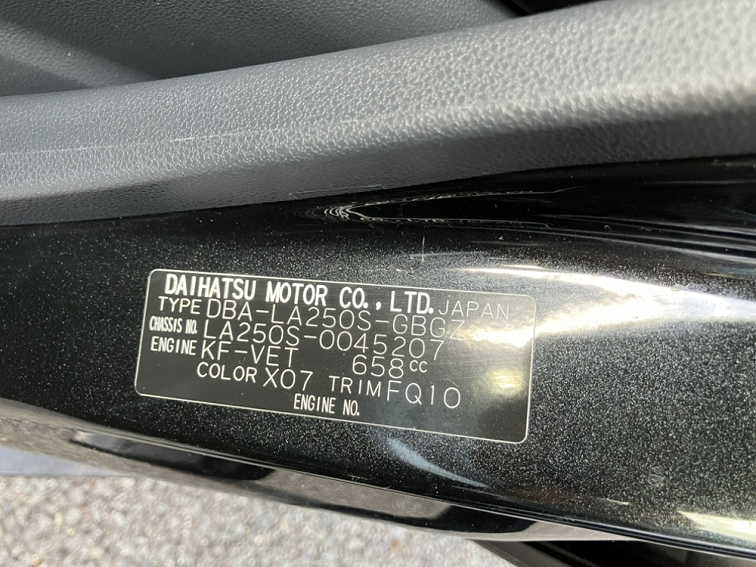 DAIHATSU MOTOR CO., LTD. JAPAN
TYPE DBA-LA250S-GBGZ
CHASSIS NO. LA250S-0045207
ENGINE KF-VET 658cc
COLOR X07 TRIM FQ10
ENGINE NO.